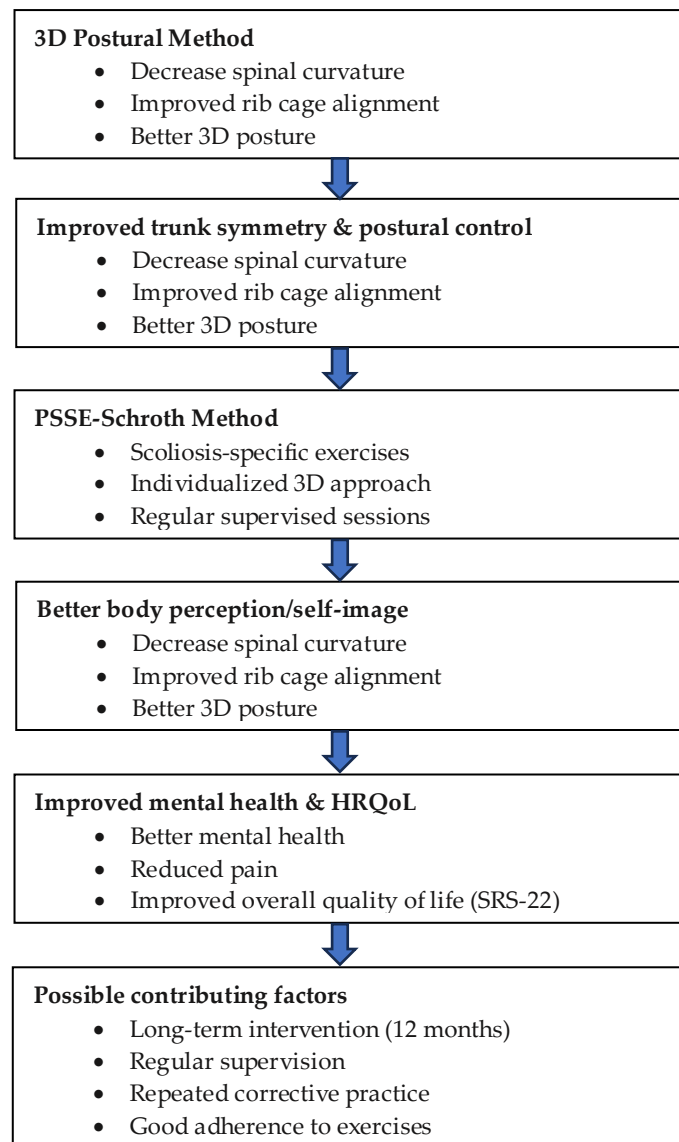 3D Postural Method
• Decrease spinal curvature
• Improved rib cage alignment
• Better 3D posture
Improved trunk symmetry & postural control
• Decrease spinal curvature
• Improved rib cage alignment
• Better 3D posture
PSSE-Schroth Method
• Scoliosis-specific exercises
• Individualized 3D approach
• Regular supervised sessions
Better body perception/self-image
• Decrease spinal curvature
• Improved rib cage alignment
• Better 3D posture
Improved mental health & HRQoL
• Better mental health
• Reduced pain
• Improved overall quality of life (SRS-22)
Possible contributing factors
• Long-term intervention (12 months)
• Regular supervision
• Repeated corrective practice
• Good adherence to exercises